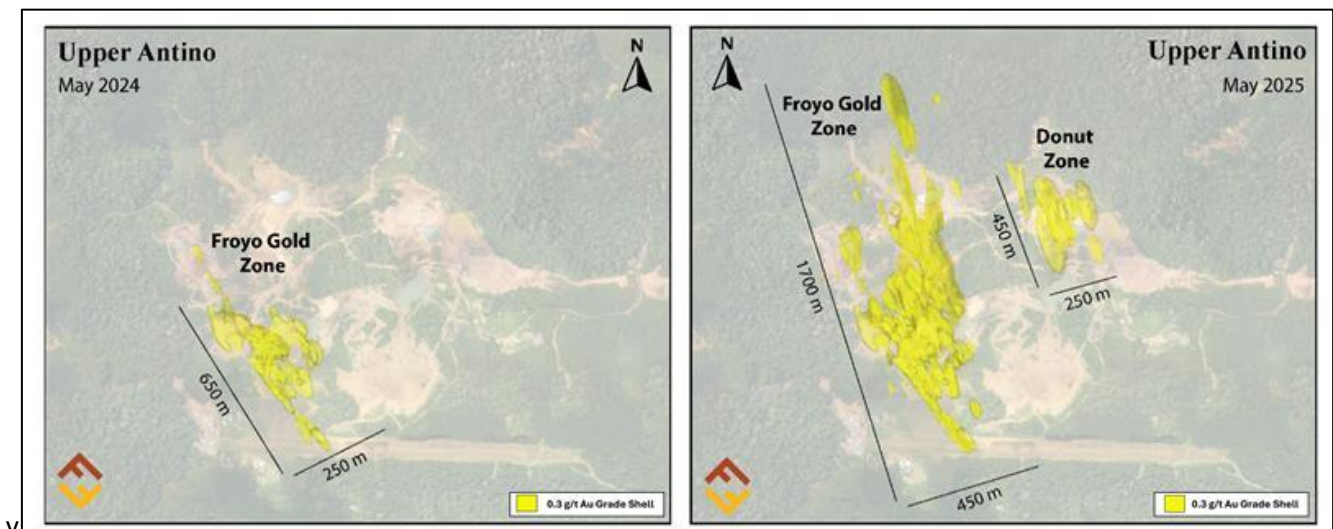 Upper Antino
May 2024
N
Froyo Gold
Zone
650 m
250 m
0.3 g/t Au Grade Shell
Upper Antino
May 2025
N
Froyo Gold
Zone
Donut
Zone
450 m
250 m
1700 m
450 m
0.3 g/t Au Grade Shell
y